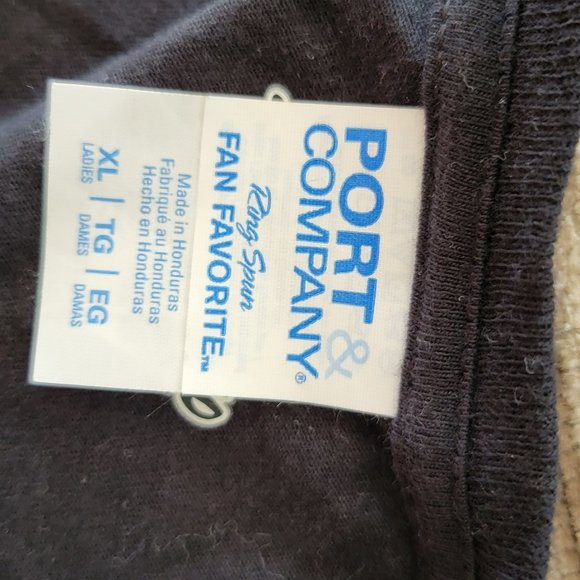 PORT &
COMPANY®
Ring Spun
FAN FAVORITE™
Made in Honduras
Fabriqué au Honduras
Hecho en Honduras
XL | TG | EG
LADIES DAMES DAMAS